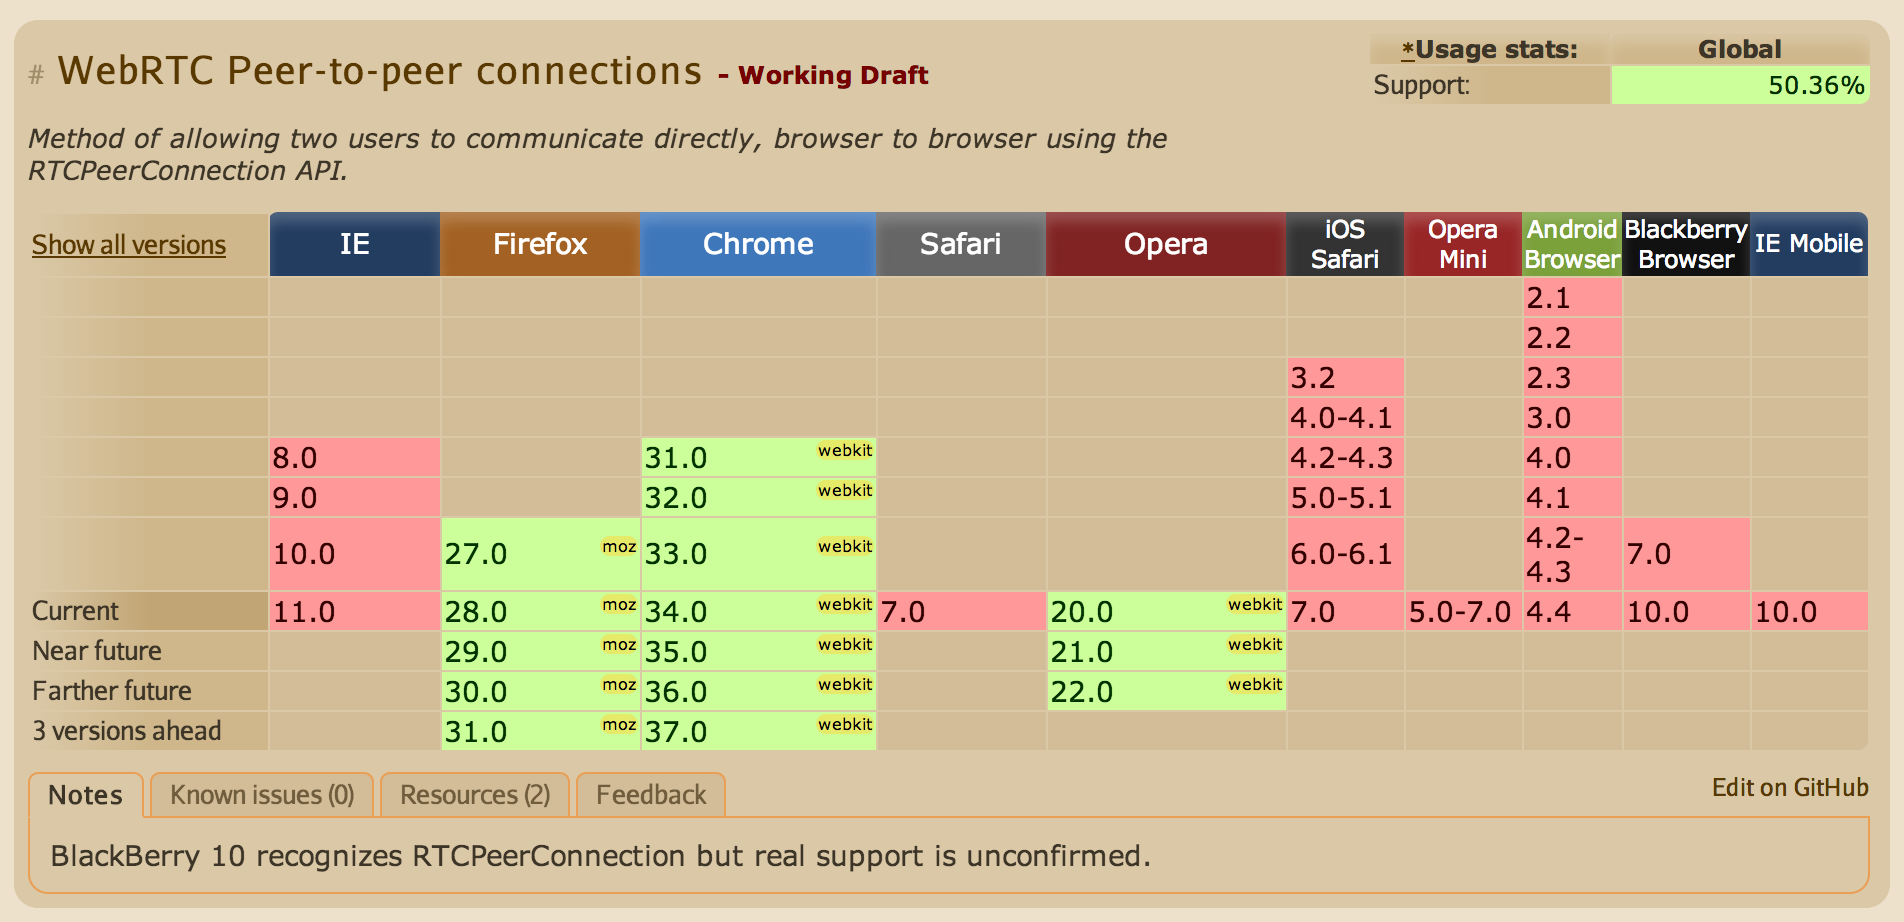 # WebRTC Peer-to-peer connections - Working Draft
*Usage stats: Global
Support: 50.36%
Method of allowing two users to communicate directly, browser to browser using the
RTCPeerConnection API.
Show all versions IE Firefox Chrome Safari Opera iOS Safari Opera Mini Android Browser Blackberry Browser IE Mobile
2.1
2.2
3.2 2.3
4.0-4.1 3.0
8.0 31.0 webkit 4.2-4.3 4.0
9.0 32.0 webkit 5.0-5.1 4.1
10.0 27.0 moz 33.0 webkit 6.0-6.1 4.2-4.3 7.0
Current 11.0 28.0 moz 34.0 webkit 7.0 20.0 webkit 7.0 5.0-7.0 4.4 10.0 10.0
Near future 29.0 moz 35.0 webkit 21.0 webkit
Farther future 30.0 moz 36.0 webkit 22.0 webkit
3 versions ahead 31.0 moz 37.0 webkit
Notes Known issues (0) Resources (2) Feedback Edit on GitHub
BlackBerry 10 recognizes RTCPeerConnection but real support is unconfirmed.